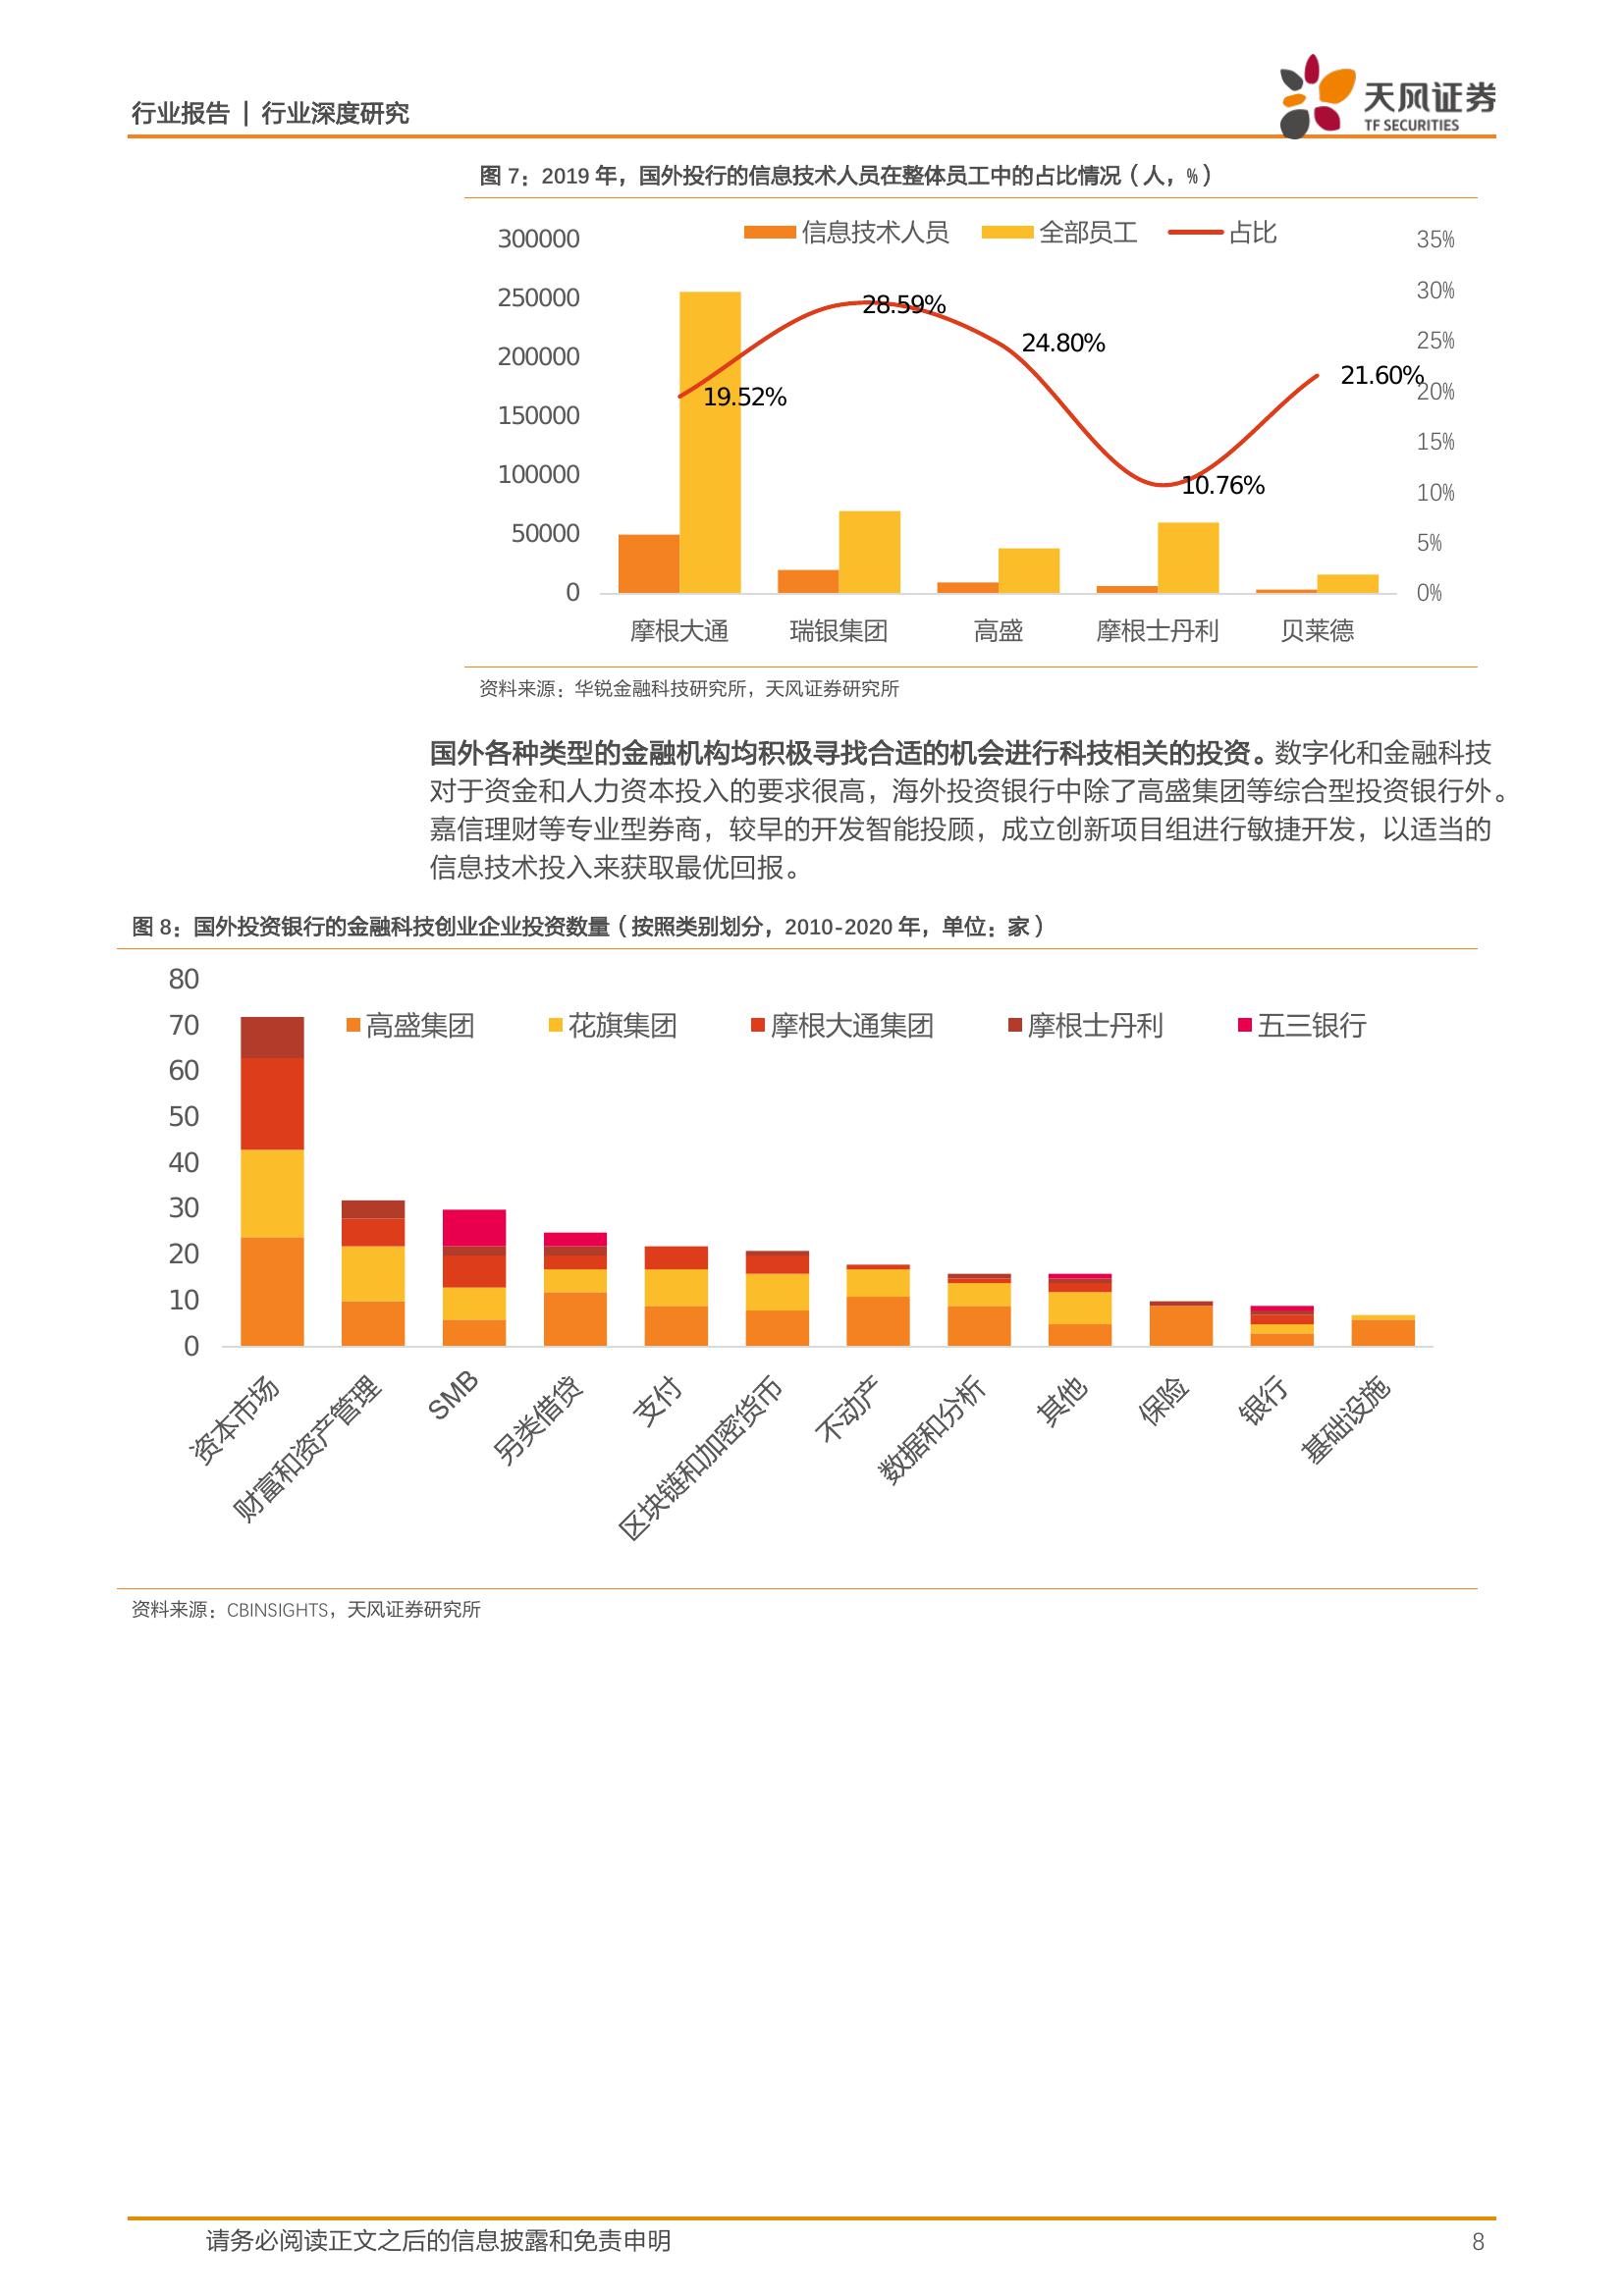 行业报告 | 行业深度研究
天风证券
TF SECURITIES
图 7：2019 年，国外投行的信息技术人员在整体员工中的占比情况（人，%）
信息技术人员 全部员工 占比
300000
250000
200000
150000
100000
50000
0
35%
30%
25%
20%
15%
10%
5%
0%
19.52%
28.59%
24.80%
10.76%
21.60%
摩根大通 瑞银集团 高盛 摩根士丹利 贝莱德
资料来源：华锐金融科技研究所，天风证券研究所
国外各种类型的金融机构均积极寻找合适的机会进行科技相关的投资。数字化和金融科技
对于资金和人力资本投入的要求很高，海外投资银行中除了高盛集团等综合型投资银行外。
嘉信理财等专业型券商，较早的开发智能投顾，成立创新项目组进行敏捷开发，以适当的
信息技术投入来获取最优回报。
图 8：国外投资银行的金融科技创业企业投资数量（按照类别划分，2010-2020 年，单位：家）
高盛集团 花旗集团 摩根大通集团 摩根士丹利 五三银行
80
70
60
50
40
30
20
10
0
资本市场
财富和资产管理
SMB
另类借贷
支付
区块链和加密货币
不动产
数据和分析
其他
保险
银行
基础设施
资料来源：CBINSIGHTS，天风证券研究所
请务必阅读正文之后的信息披露和免责申明 8